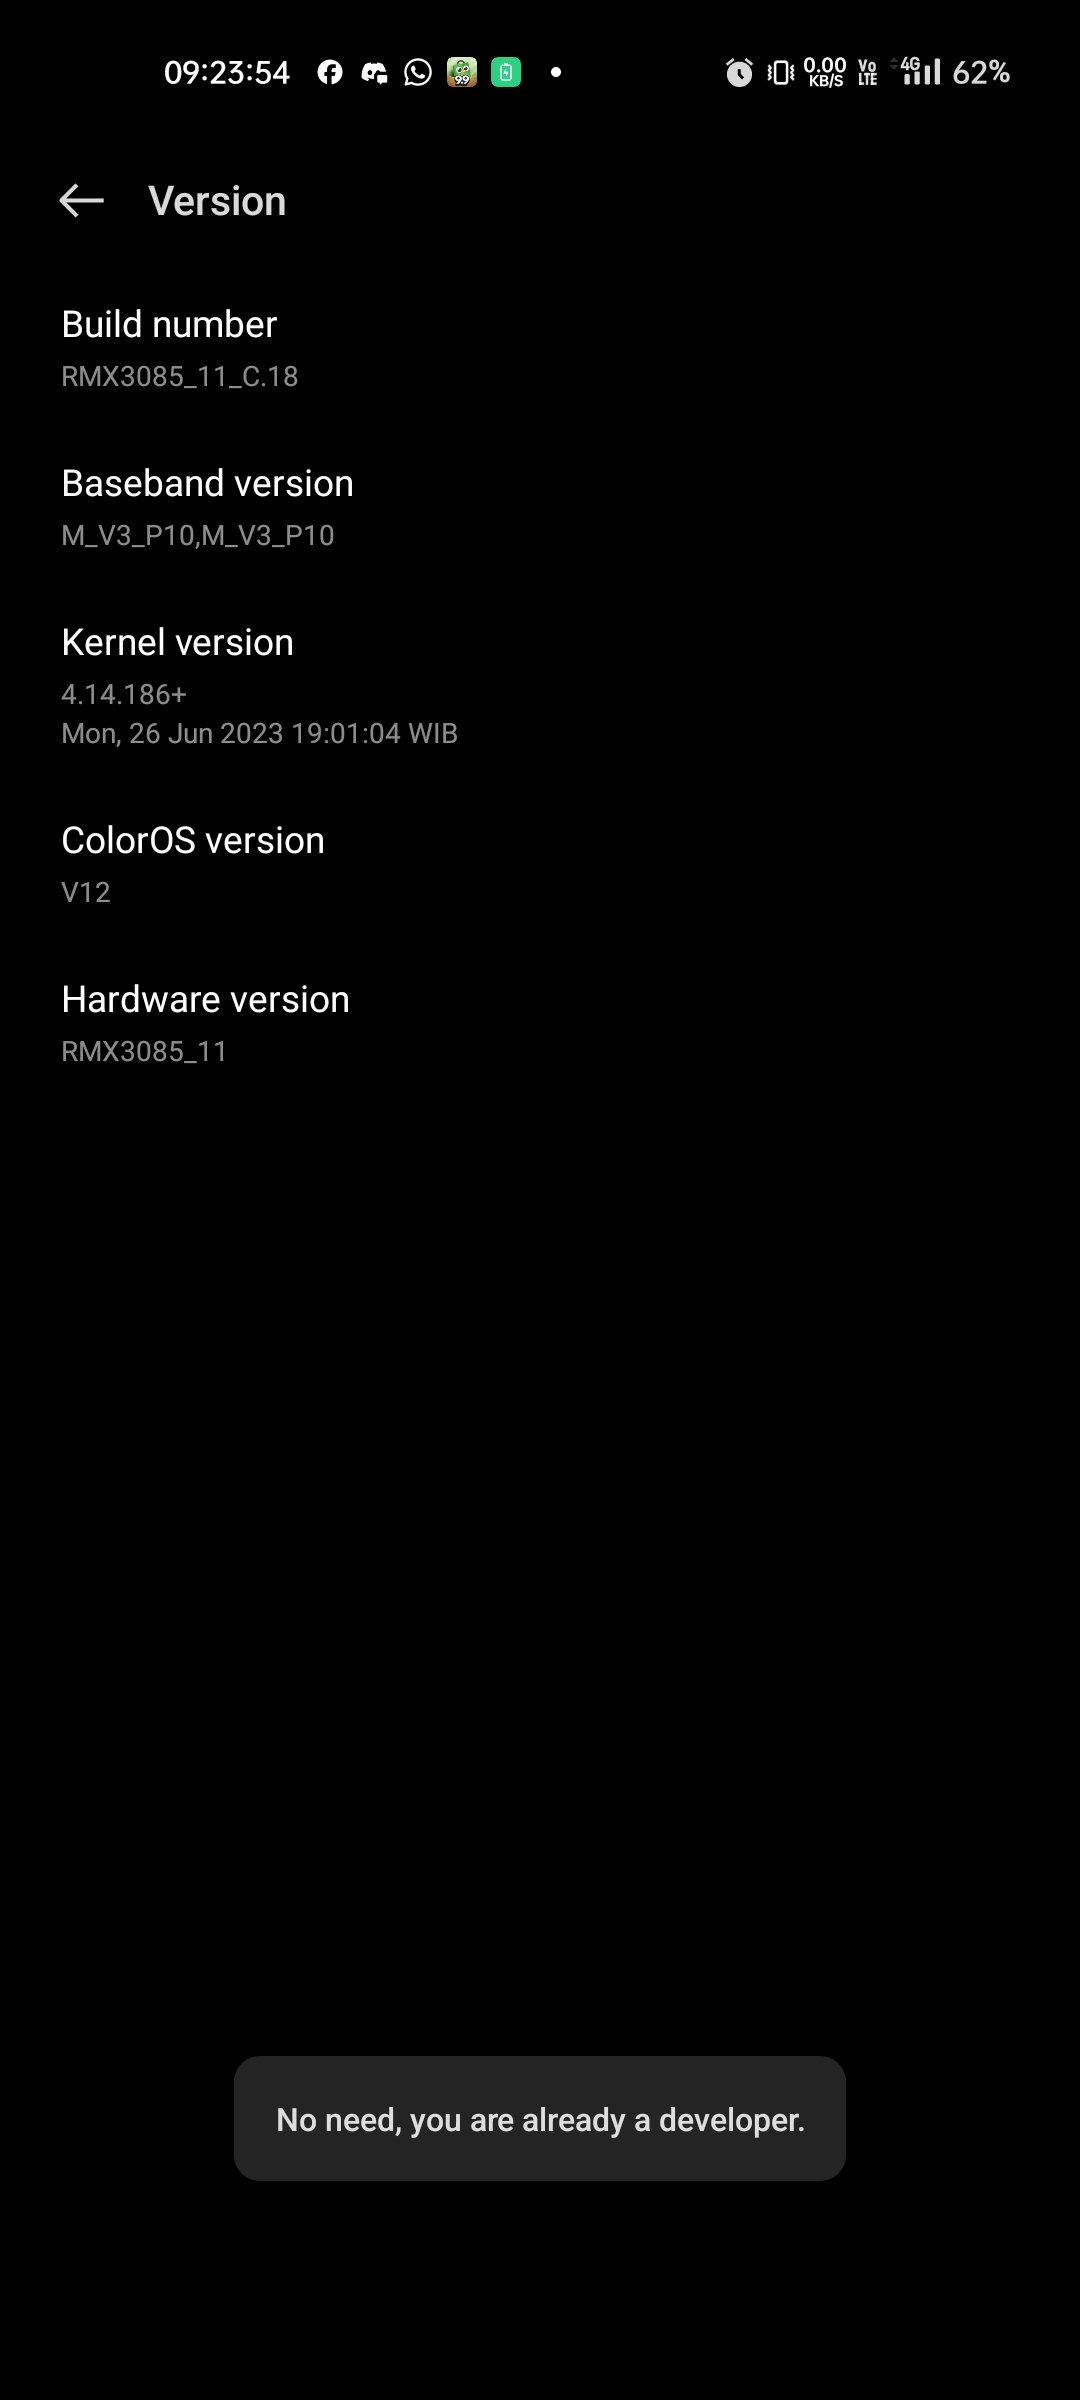 09:23:54 99 0.00 KB/S Vo LTE 4G 62%
Version
Build number
RMX3085_11_C.18
Baseband version
M_V3_P10,M_V3_P10
Kernel version
4.14.186+
Mon, 26 Jun 2023 19:01:04 WIB
ColorOS version
V12
Hardware version
RMX3085_11
No need, you are already a developer.